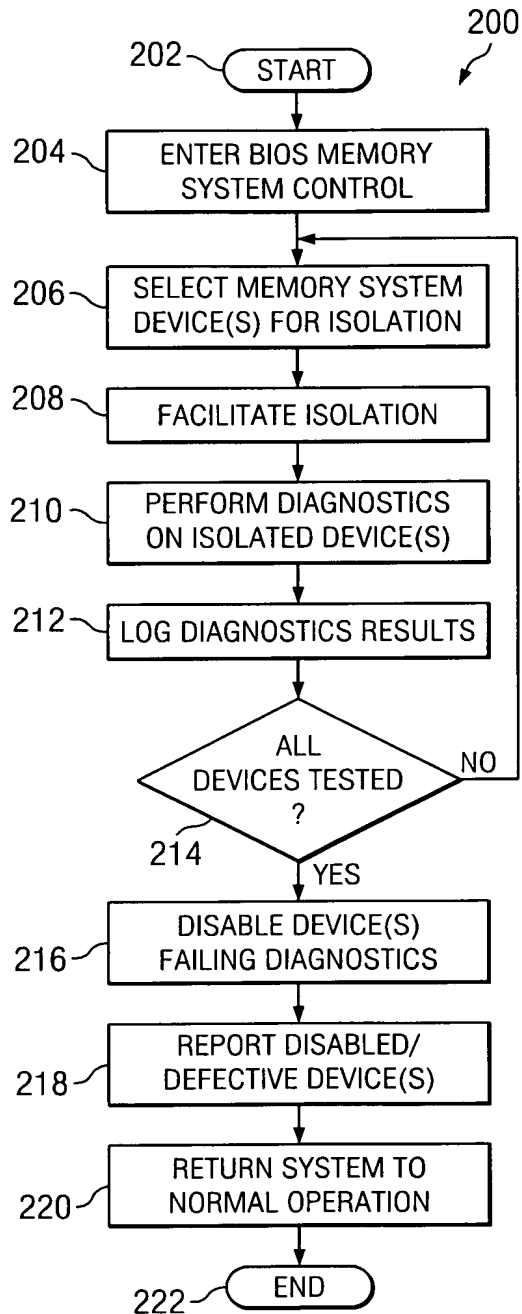 200
202
START
204
ENTER BIOS MEMORY
SYSTEM CONTROL
206
SELECT MEMORY SYSTEM
DEVICE(S) FOR ISOLATION
208
FACILITATE ISOLATION
210
PERFORM DIAGNOSTICS
ON ISOLATED DEVICE(S)
212
LOG DIAGNOSTICS RESULTS
ALL
DEVICES TESTED
?
NO
214
YES
216
DISABLE DEVICE(S)
FAILING DIAGNOSTICS
218
REPORT DISABLED/
DEFECTIVE DEVICE(S)
220
RETURN SYSTEM TO
NORMAL OPERATION
222
END